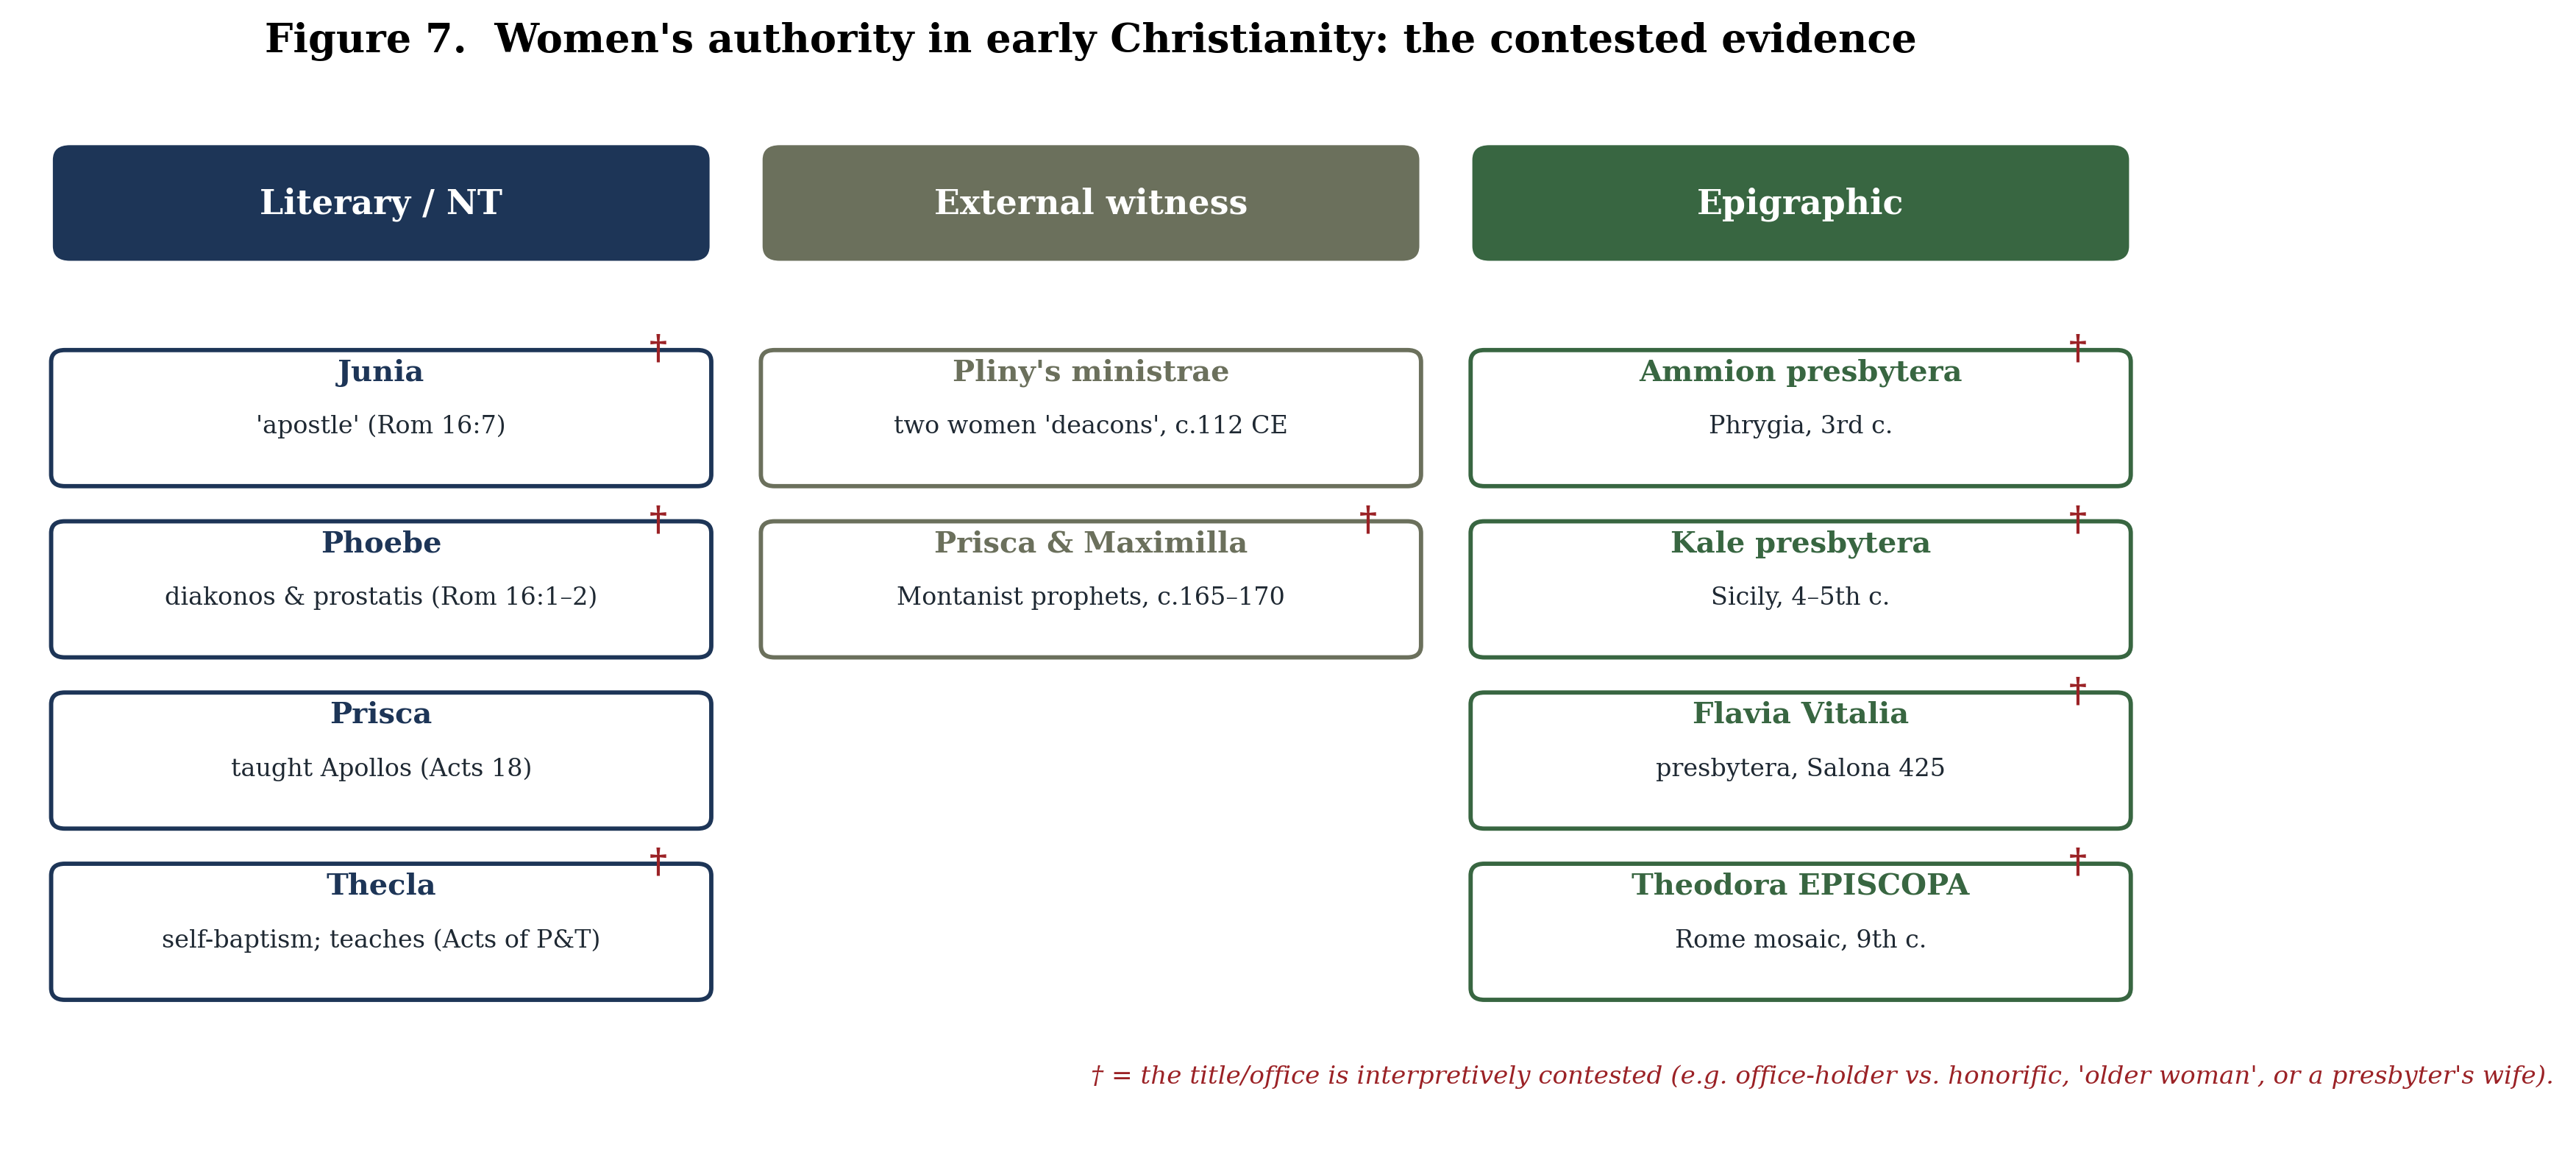 Figure 7. Women's authority in early Christianity: the contested evidence
Literary / NT
†
Junia
'apostle' (Rom 16:7)
†
Phoebe
diakonos & prostatis (Rom 16:1–2)
Prisca
taught Apollos (Acts 18)
†
Thecla
self-baptism; teaches (Acts of P&T)
External witness
Pliny's ministrae
two women 'deacons', c.112 CE
†
Prisca & Maximilla
Montanist prophets, c.165–170
Epigraphic
†
Ammion presbytera
Phrygia, 3rd c.
†
Kale presbytera
Sicily, 4–5th c.
†
Flavia Vitalia
presbytera, Salona 425
†
Theodora EPISCOPA
Rome mosaic, 9th c.
† = the title/office is interpretively contested (e.g. office-holder vs. honorific, 'older woman', or a presbyter's wife).